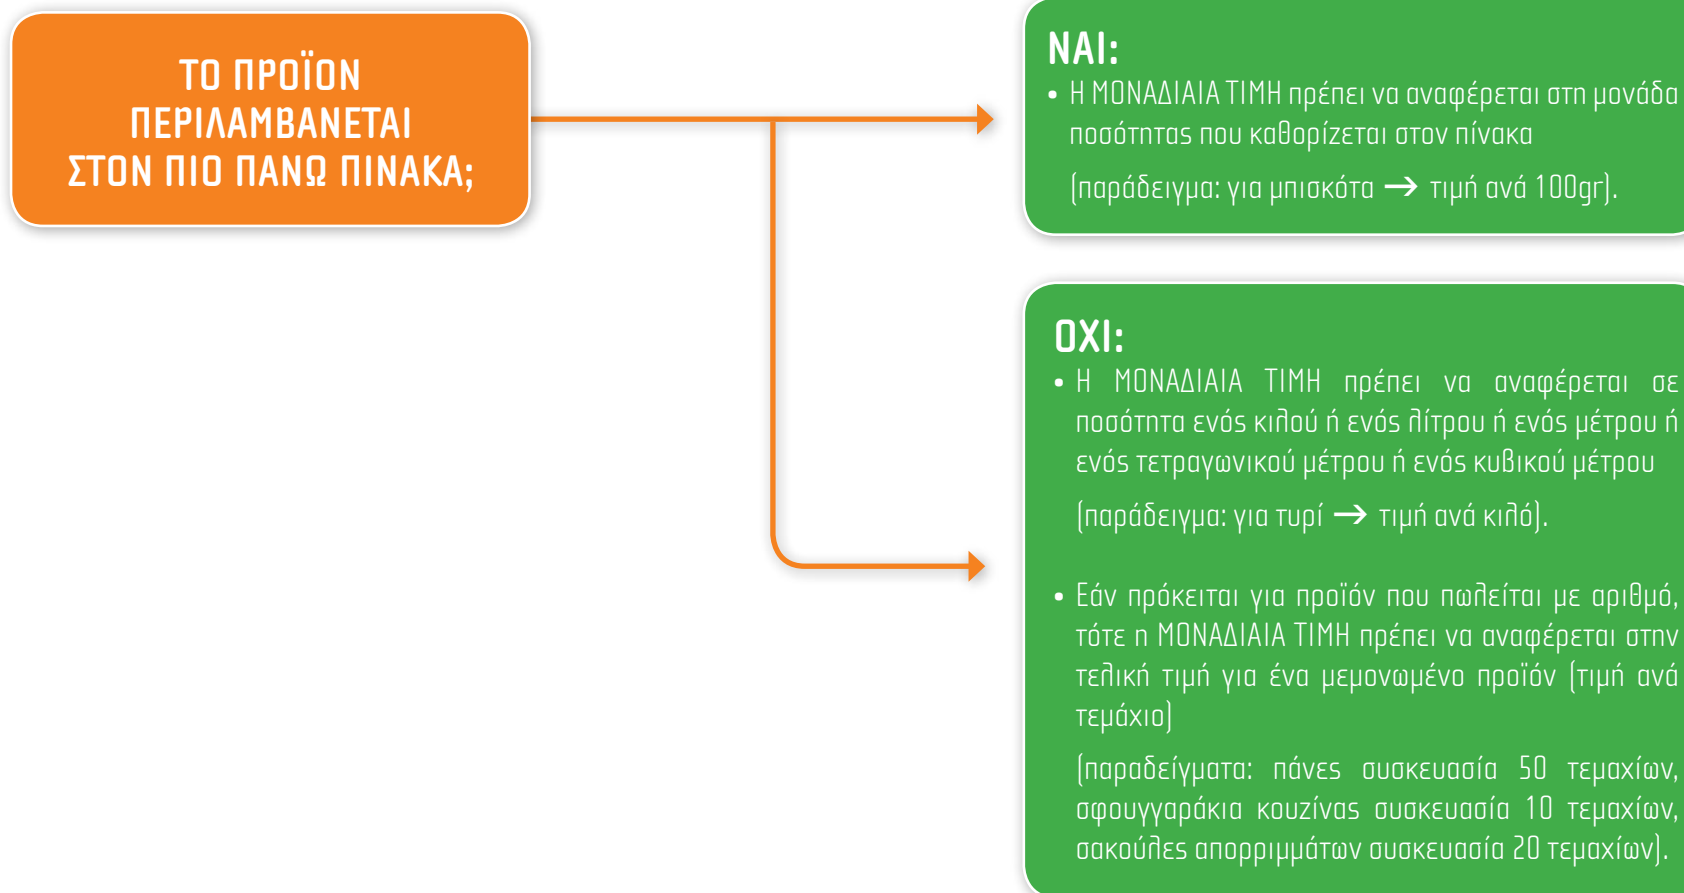 ΤΟ ΠΡΟΪΟΝ
ΠΕΡΙΛΑΜΒΑΝΕΤΑΙ
ΣΤΟΝ ΠΙΟ ΠΑΝΩ ΠΙΝΑΚΑ;
ΝΑΙ:
• Η ΜΟΝΑΔΙΑΙΑ ΤΙΜΗ πρέπει να αναφέρεται στη μονάδα
ποσότητας που καθορίζεται στον πίνακα
(παράδειγμα: για μπισκότα → τιμή ανά 100gr).
ΟΧΙ:
• Η ΜΟΝΑΔΙΑΙΑ ΤΙΜΗ πρέπει να αναφέρεται σε
ποσότητα ενός κιλού ή ενός λίτρου ή ενός μέτρου ή
ενός τετραγωνικού μέτρου ή ενός κυβικού μέτρου
(παράδειγμα: για τυρί → τιμή ανά κιλό).
• Εάν πρόκειται για προϊόν που πωλείται με αριθμό,
τότε η ΜΟΝΑΔΙΑΙΑ ΤΙΜΗ πρέπει να αναφέρεται στην
τελική τιμή για ένα μεμονωμένο προϊόν (τιμή ανά
τεμάχιο)
(παραδείγματα: πάνες συσκευασία 50 τεμαχίων,
σφουγγαράκια κουζίνας συσκευασία 10 τεμαχίων,
σακούλες απορριμμάτων συσκευασία 20 τεμαχίων).